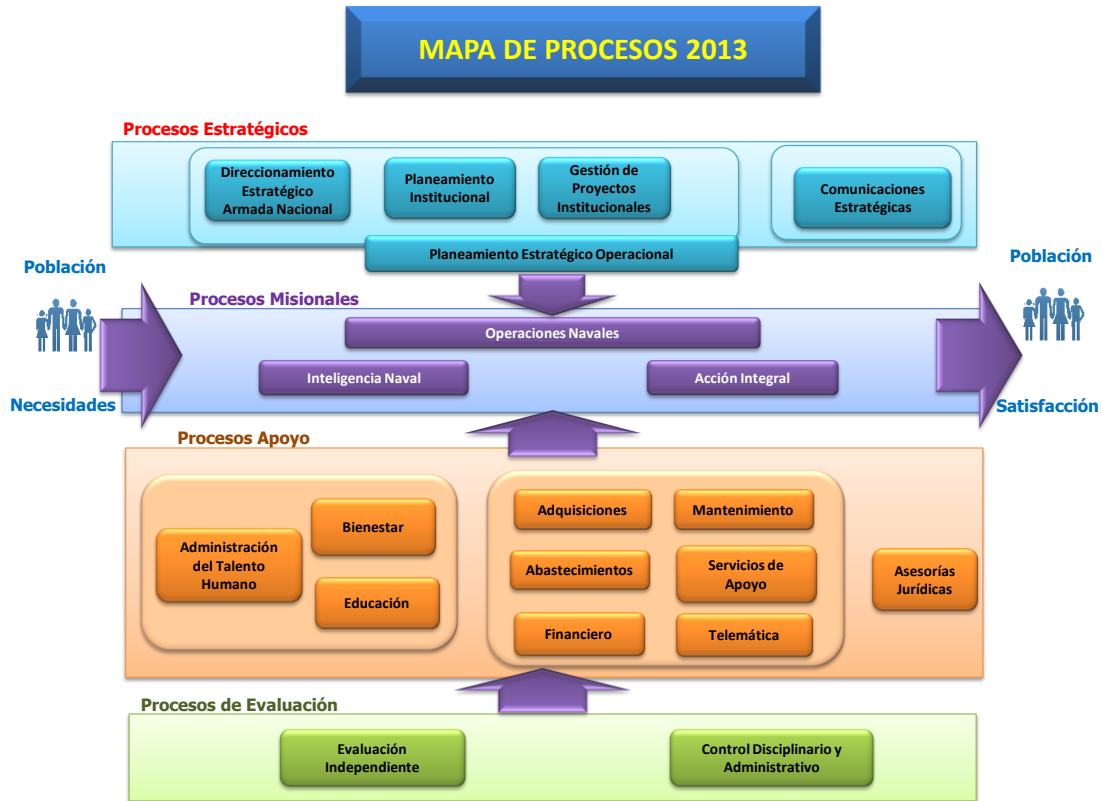 MAPA DE PROCESOS 2013
Procesos Estratégicos
Direccionamiento
Estratégico
Armada Nacional
Planeamiento
Institucional
Gestión de
Proyectos
Institucionales
Comunicaciones
Estratégicas
Planeamiento Estratégico Operacional
Población
Necesidades
Procesos Misionales
Operaciones Navales
Inteligencia Naval
Acción Integral
Población
Satisfacción
Procesos Apoyo
Administración
del Talento
Humano
Bienestar
Educación
Adquisiciones
Mantenimiento
Abastecimientos
Servicios de
Apoyo
Financiero
Telemática
Asesorías
Jurídicas
Procesos de Evaluación
Evaluación
Independiente
Control Disciplinario y
Administrativo